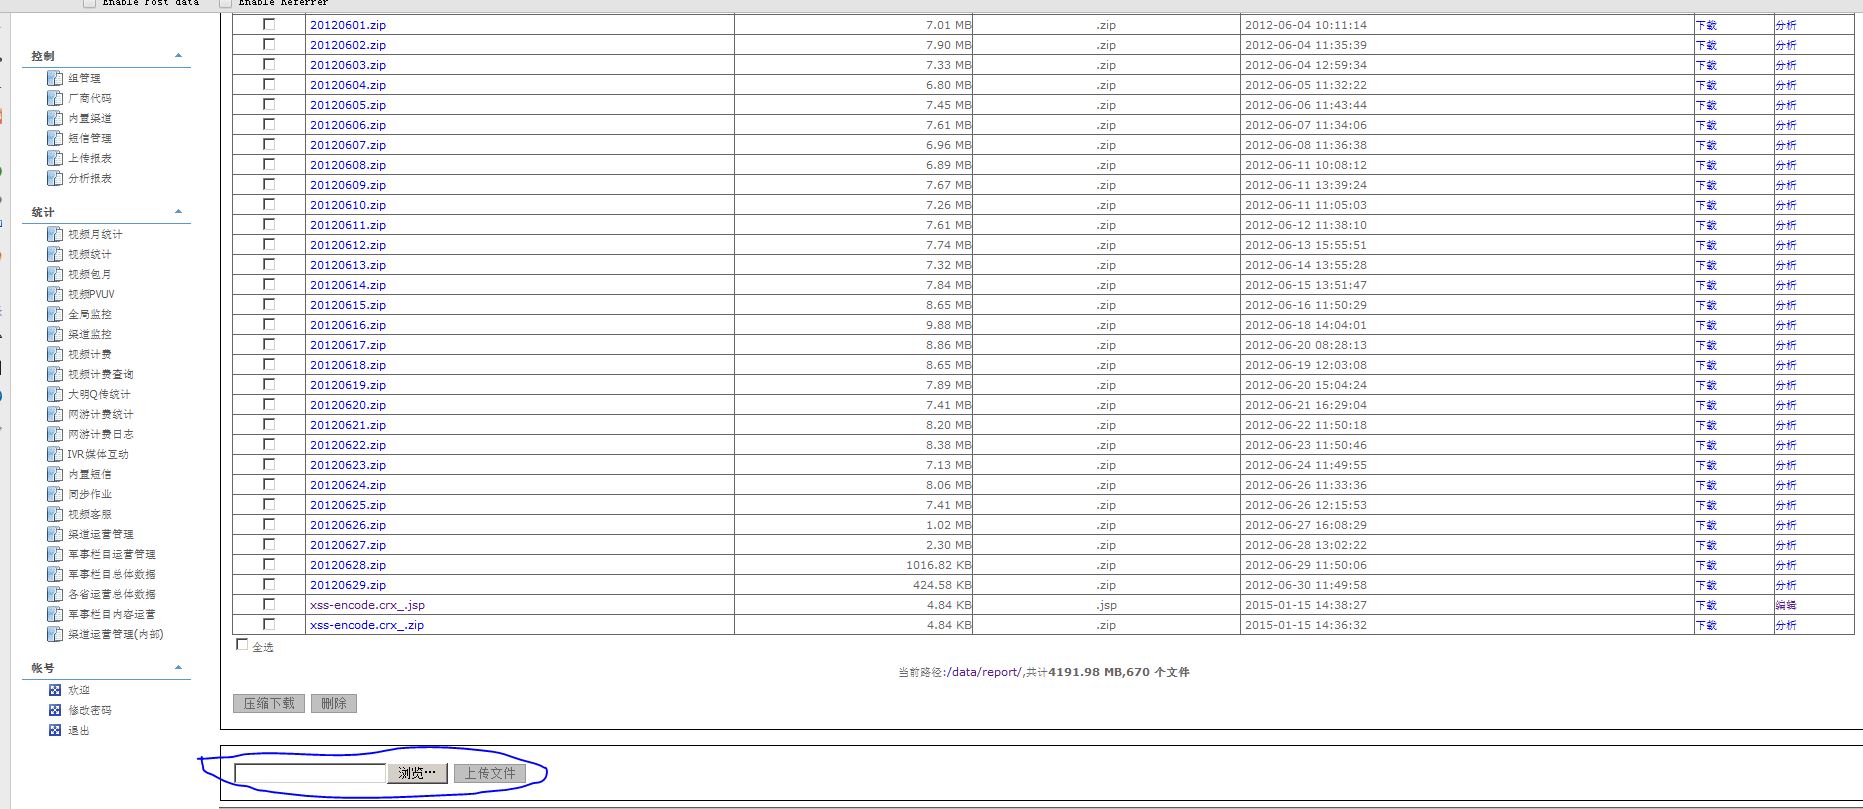 Enable Post data Enable Referrer
控制
组管理
厂商代码
内置渠道
短信管理
上传报表
分析报表
统计
视频月统计
视频统计
视频包月
视频PVUV
全局监控
渠道监控
视频计费
视频计费查询
大明Q传统计
网游计费统计
网游计费日志
IVR媒体互动
内置短信
同步作业
视频客服
渠道运营管理
军事栏目运营管理
军事栏目总体数据
各省运营总体数据
军事栏目内容运营
渠道运营管理(内部)
帐号
欢迎
修改密码
退出
20120601.zip 7.01 MB .zip 2012-06-04 10:11:14 下载 分析
20120602.zip 7.90 MB .zip 2012-06-04 11:35:39 下载 分析
20120603.zip 7.33 MB .zip 2012-06-04 12:59:34 下载 分析
20120604.zip 6.80 MB .zip 2012-06-05 11:32:22 下载 分析
20120605.zip 7.45 MB .zip 2012-06-06 11:43:44 下载 分析
20120606.zip 7.61 MB .zip 2012-06-07 11:34:06 下载 分析
20120607.zip 6.96 MB .zip 2012-06-08 11:36:38 下载 分析
20120608.zip 6.89 MB .zip 2012-06-11 10:08:12 下载 分析
20120609.zip 7.67 MB .zip 2012-06-11 13:39:24 下载 分析
20120610.zip 7.26 MB .zip 2012-06-11 11:05:03 下载 分析
20120611.zip 7.61 MB .zip 2012-06-12 11:38:10 下载 分析
20120612.zip 7.74 MB .zip 2012-06-13 15:55:51 下载 分析
20120613.zip 7.32 MB .zip 2012-06-14 13:55:28 下载 分析
20120614.zip 7.84 MB .zip 2012-06-15 13:51:47 下载 分析
20120615.zip 8.65 MB .zip 2012-06-16 11:50:29 下载 分析
20120616.zip 9.88 MB .zip 2012-06-18 14:04:01 下载 分析
20120617.zip 8.86 MB .zip 2012-06-20 08:28:13 下载 分析
20120618.zip 8.65 MB .zip 2012-06-19 12:03:08 下载 分析
20120619.zip 7.89 MB .zip 2012-06-20 15:04:24 下载 分析
20120620.zip 7.41 MB .zip 2012-06-21 16:29:04 下载 分析
20120621.zip 8.20 MB .zip 2012-06-22 11:50:18 下载 分析
20120622.zip 8.38 MB .zip 2012-06-23 11:50:46 下载 分析
20120623.zip 7.13 MB .zip 2012-06-24 11:49:55 下载 分析
20120624.zip 8.06 MB .zip 2012-06-26 11:33:36 下载 分析
20120625.zip 7.41 MB .zip 2012-06-26 12:15:53 下载 分析
20120626.zip 1.02 MB .zip 2012-06-27 16:08:29 下载 分析
20120627.zip 2.30 MB .zip 2012-06-28 13:02:22 下载 分析
20120628.zip 1016.82 KB .zip 2012-06-29 11:50:06 下载 分析
20120629.zip 424.58 KB .zip 2012-06-30 11:49:58 下载 分析
xss-encode.crx_.jsp 4.84 KB .jsp 2015-01-15 14:38:27 下载 编辑
xss-encode.crx_.zip 4.84 KB .zip 2015-01-15 14:36:32 下载 分析
全选
当前路径:/data/report/,共计4191.98 MB,670 个文件
压缩下载 删除
浏览… 上传文件